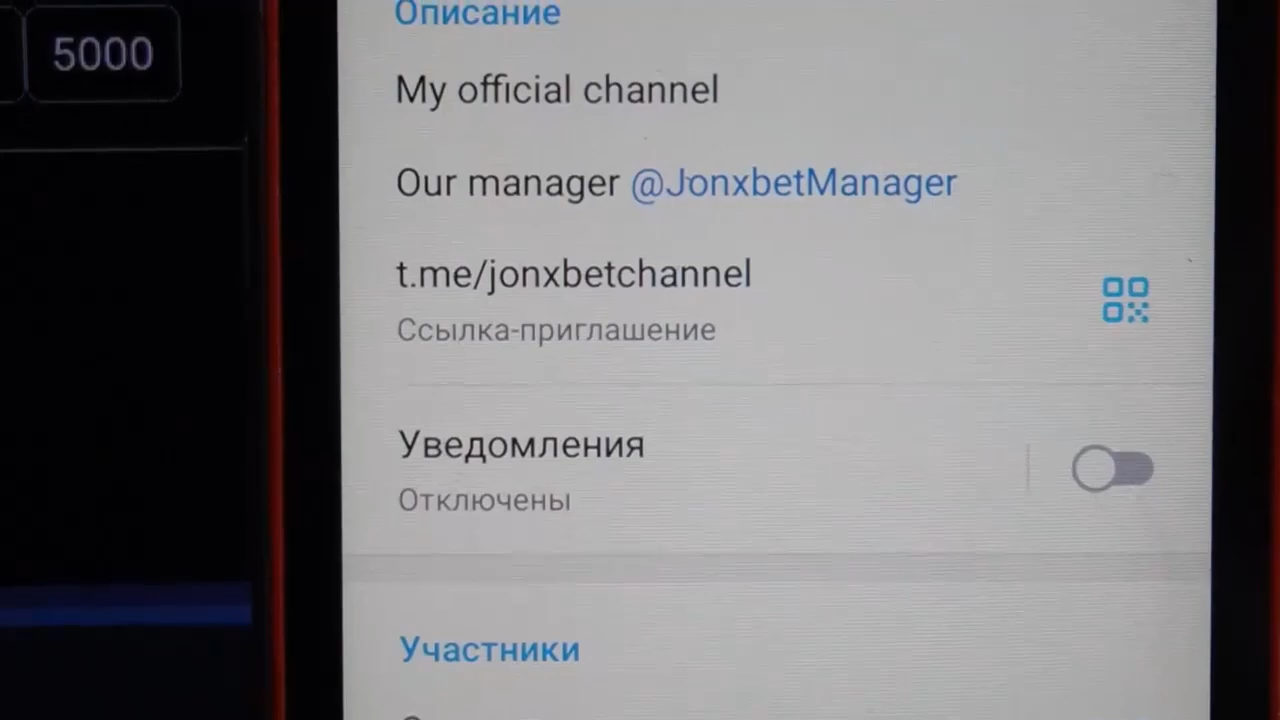 5000
Описание
My official channel
Our manager @JonxbetManager
t.me/jonxbetchannel
Ссылка-приглашение
Уведомления
Отключены
Участники